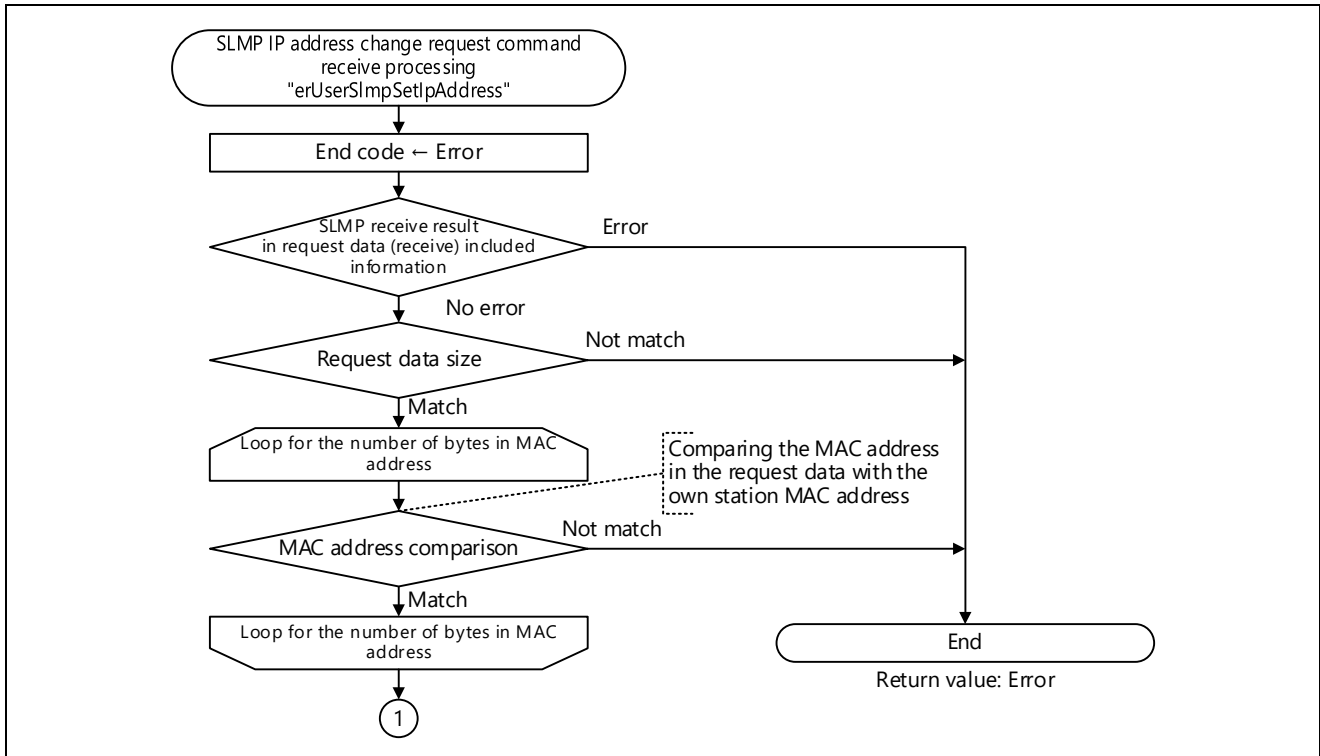 SLMP IP address change request command
receive processing
"erUserSlmpSetIpAddress"
End code ← Error
SLMP receive result
in request data (receive) included
information
Error
No error
Request data size
Not match
Match
Loop for the number of bytes in MAC
address
Comparing the MAC address
in the request data with the
own station MAC address
MAC address comparison
Not match
Match
Loop for the number of bytes in MAC
address
End
Return value: Error
1